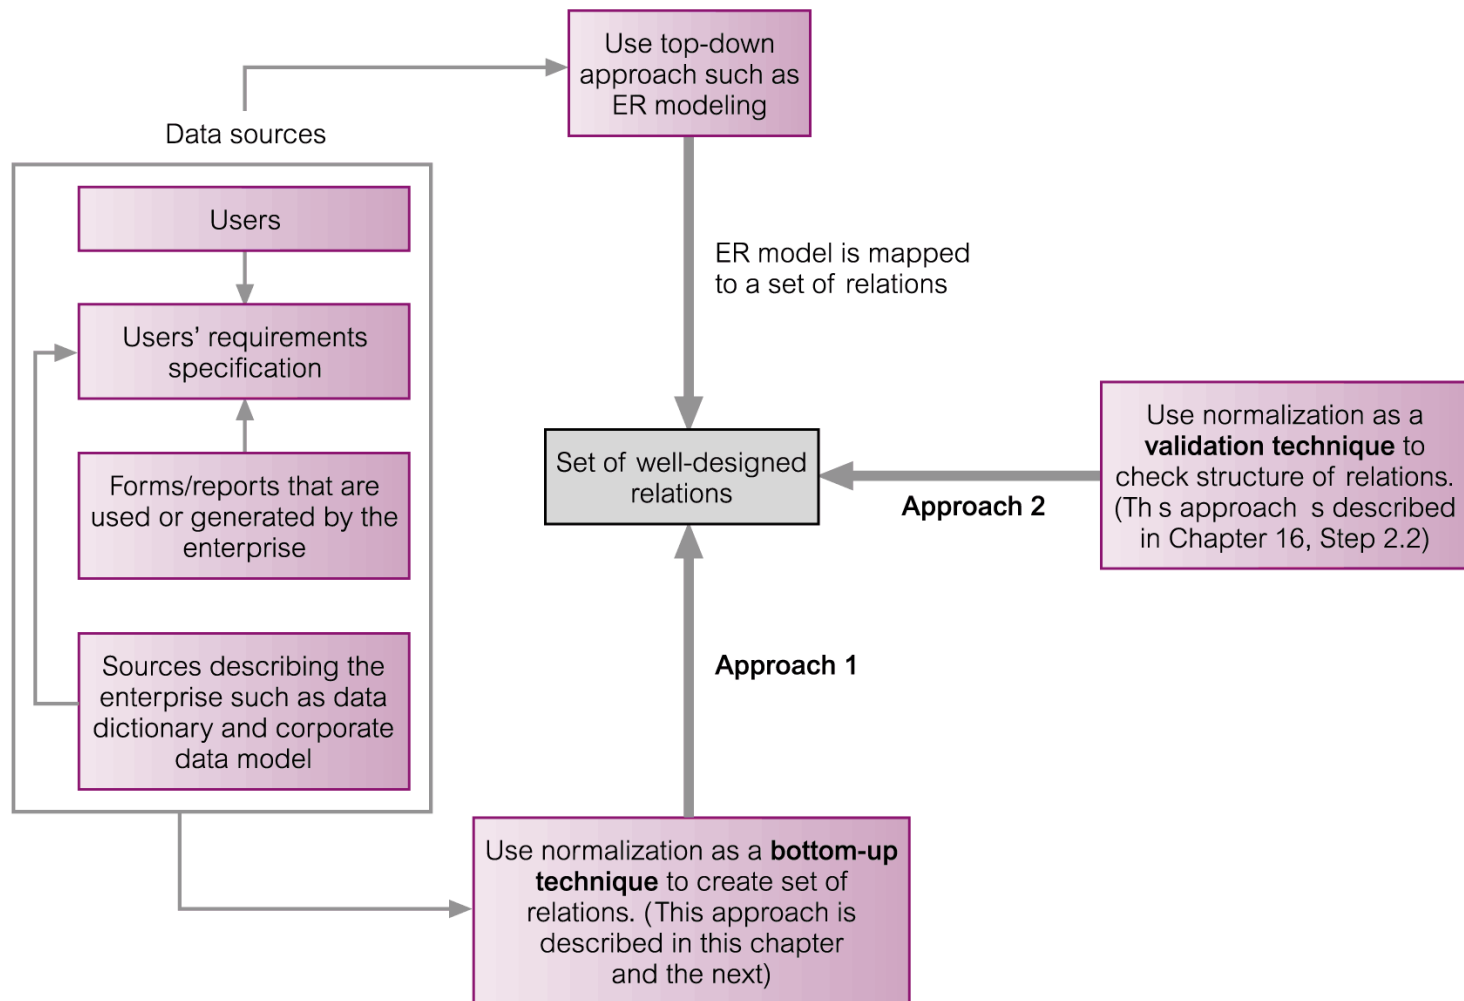 Use top-down
approach such as
ER modeling
Data sources
Users
Users’ requirements
specification
Forms/reports that are
used or generated by the
enterprise
Sources describing the
enterprise such as data
dictionary and corporate
data model
ER model is mapped
to a set of relations
Set of well-designed
relations
Approach 2
Use normalization as a
validation technique to
check structure of relations.
(Th s approach  s described
in Chapter 16, Step 2.2)
Approach 1
Use normalization as a bottom-up
technique to create set of
relations. (This approach is
described in this chapter
and the next)